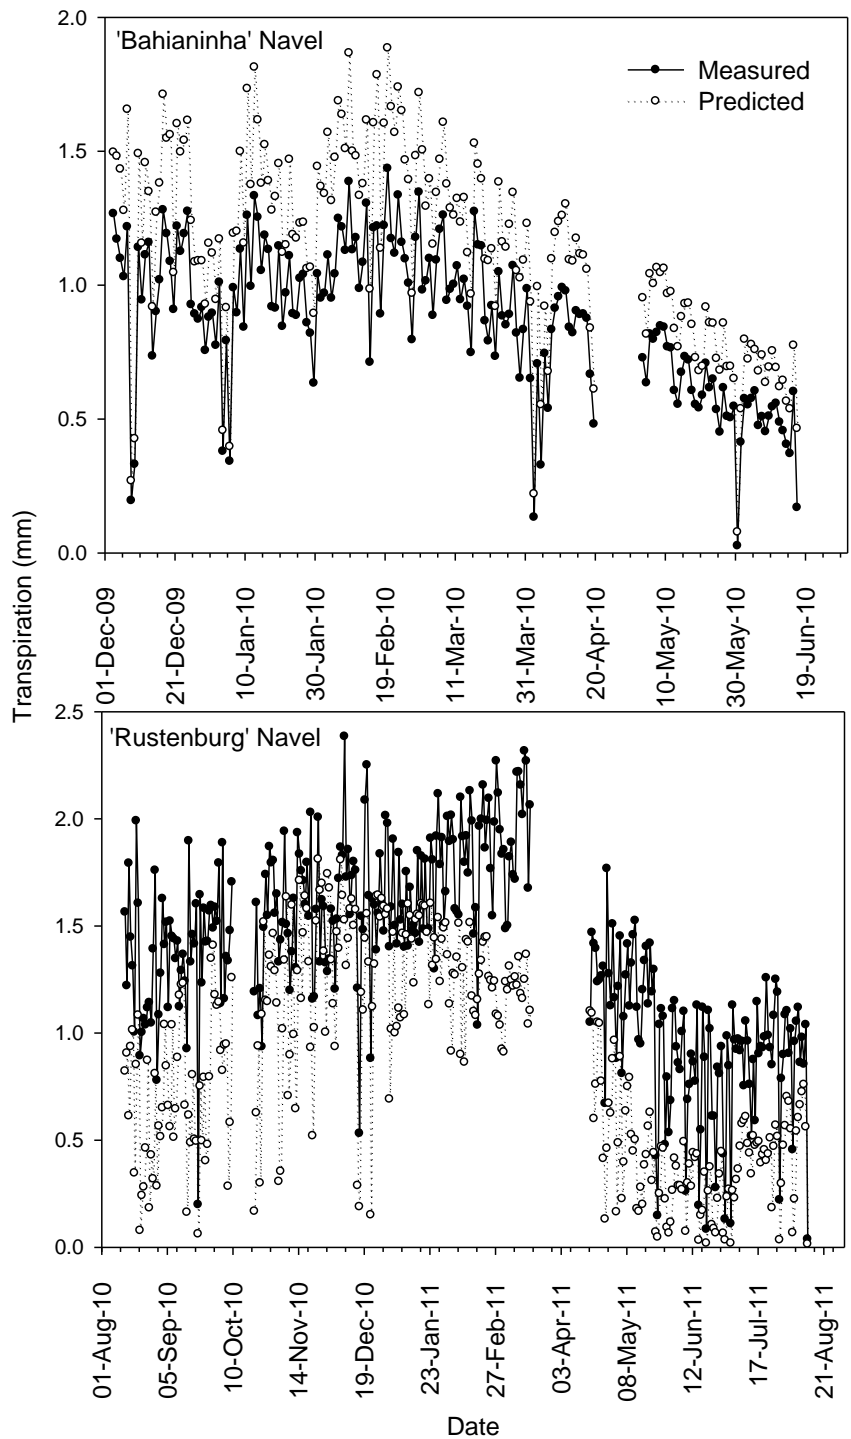 2.0
'Bahianinha' Navel
Measured
Predicted
1.5
1.0
0.5
0.0
01-Dec-09
21-Dec-09
10-Jan-10
30-Jan-10
19-Feb-10
11-Mar-10
31-Mar-10
20-Apr-10
10-May-10
30-May-10
19-Jun-10
Transpiration (mm)
2.5
'Rustenburg' Navel
2.0
1.5
1.0
0.5
0.0
01-Aug-10
05-Sep-10
10-Oct-10
14-Nov-10
19-Dec-10
23-Jan-11
27-Feb-11
03-Apr-11
08-May-11
12-Jun-11
17-Jul-11
21-Aug-11
Date